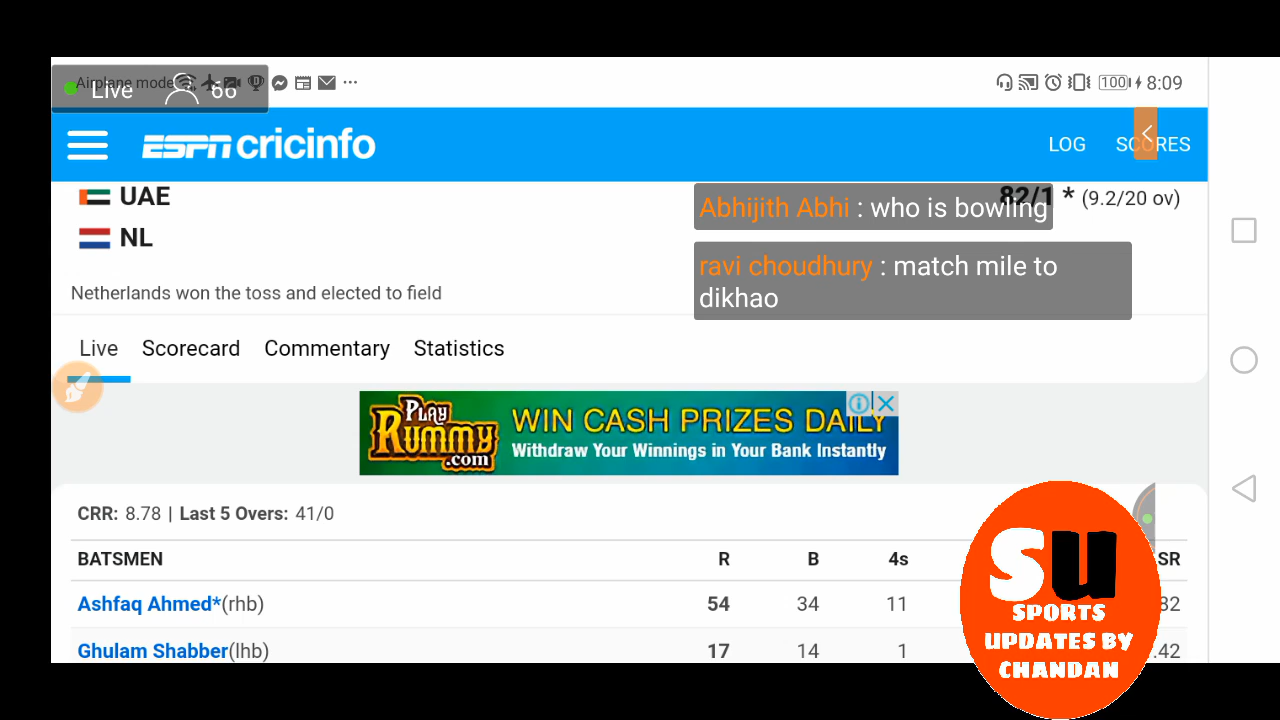 Airplane mode
Live 66
100 8:09
ESPN cricinfo
LOG SCORES
UAE
82/1 * (9.2/20 ov)
Abhijith Abhi : who is bowling
NL
ravi choudhury : match mile to
dikhao
Netherlands won the toss and elected to field
Live Scorecard Commentary Statistics
PLAY
RUMMY
.COM
WIN CASH PRIZES DAILY
Withdraw Your Winnings in Your Bank Instantly
CRR: 8.78 | Last 5 Overs: 41/0
BATSMEN R B 4s SR
Ashfaq Ahmed*(rhb) 54 34 11 82
Ghulam Shabber(lhb) 17 14 1 .42
SU
SPORTS
UPDATES BY
CHANDAN